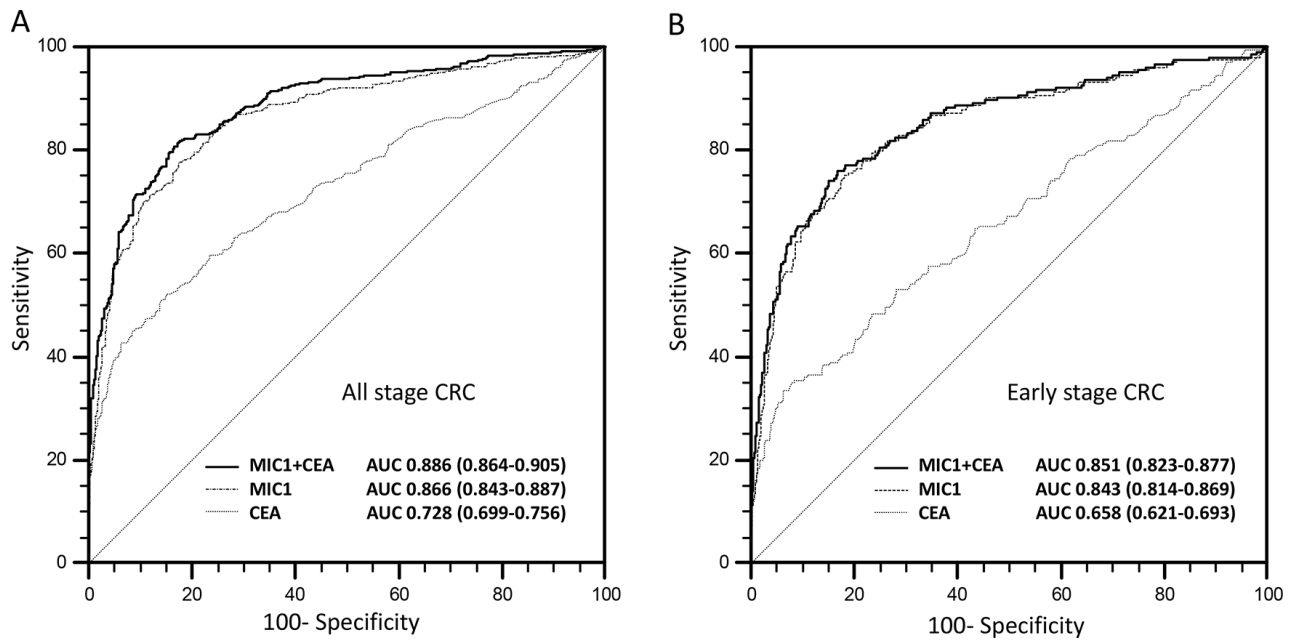 A
100
80
60
40
20
0
Sensitivity
All stage CRC
MIC1+CEA AUC 0.886 (0.864-0.905)
MIC1 AUC 0.866 (0.843-0.887)
CEA AUC 0.728 (0.699-0.756)
0 20 40 60 80 100
100- Specificity
B
100
80
60
40
20
0
Sensitivity
Early stage CRC
MIC1+CEA AUC 0.851 (0.823-0.877)
MIC1 AUC 0.843 (0.814-0.869)
CEA AUC 0.658 (0.621-0.693)
0 20 40 60 80 100
100- Specificity